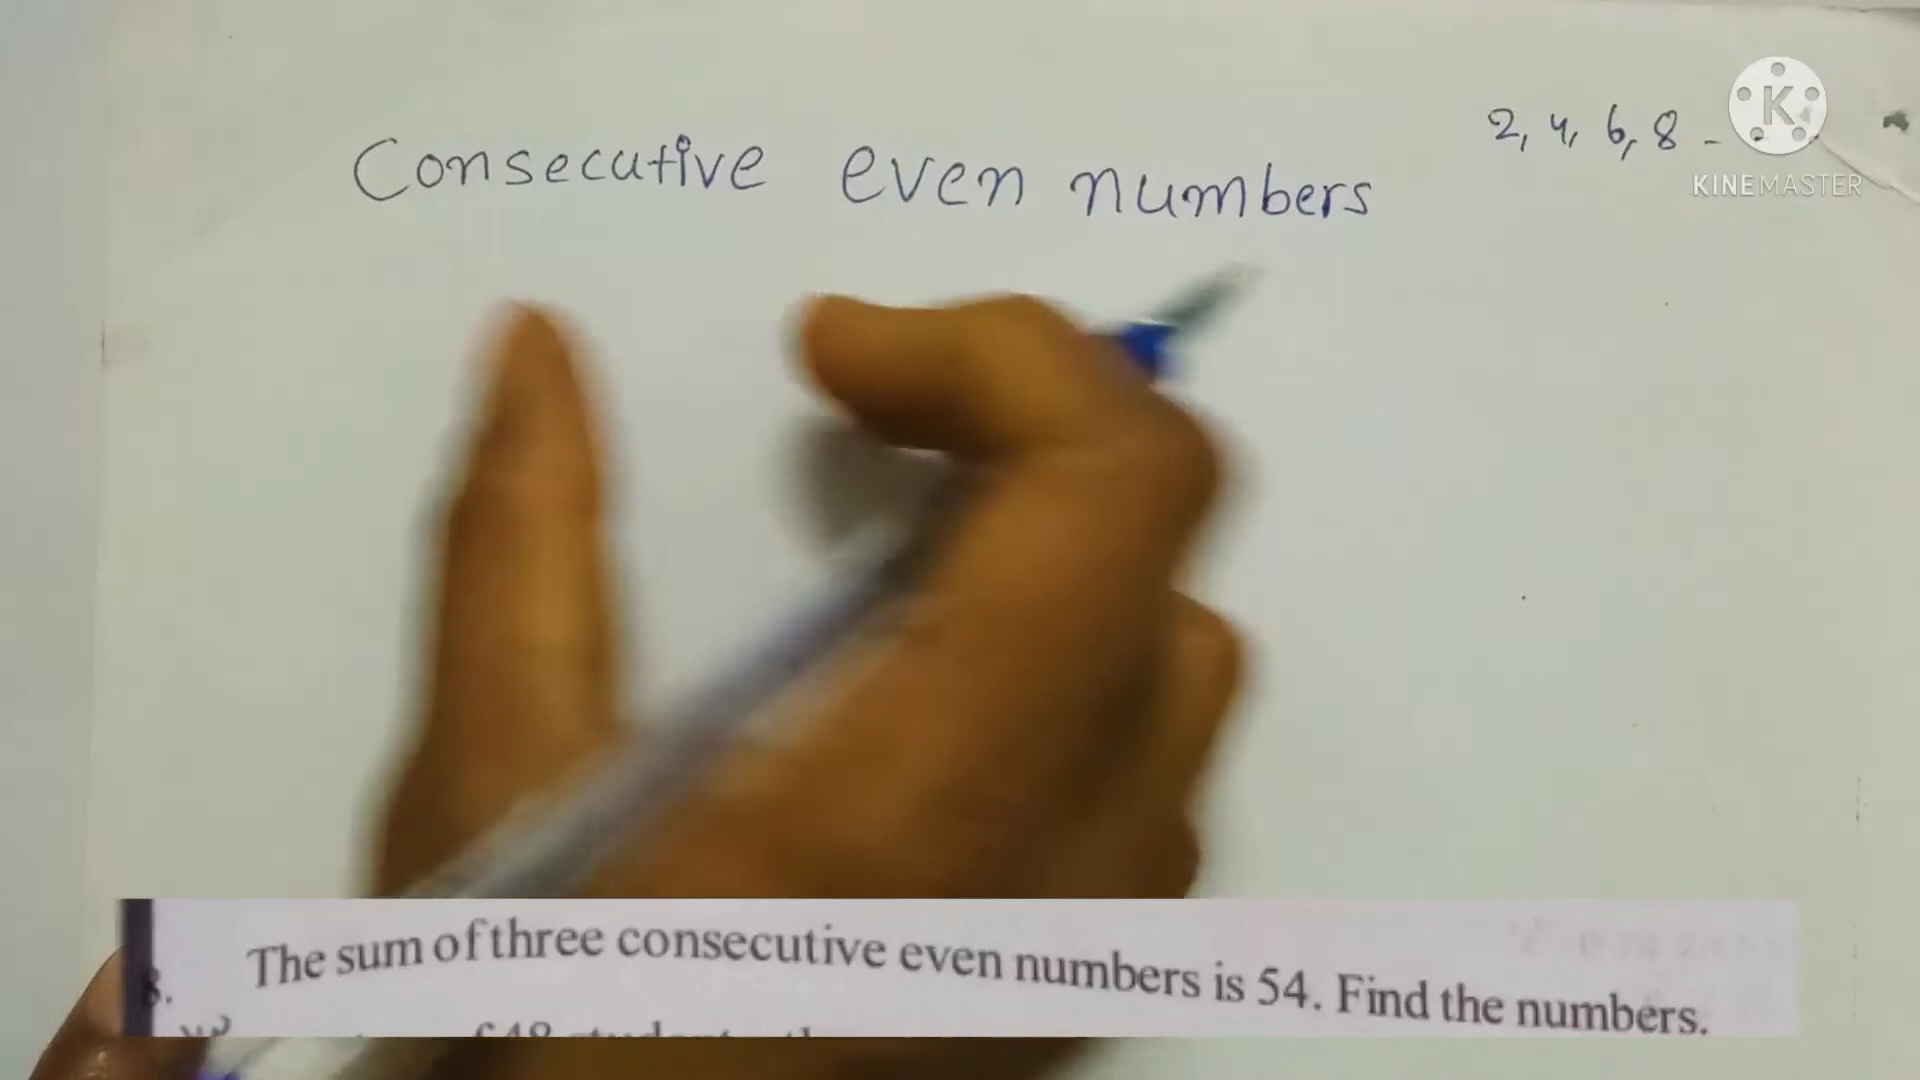 2, 4, 6, 8 - -
KINEMASTER
Consecutive even numbers
8. The sum of three consecutive even numbers is 54. Find the numbers.